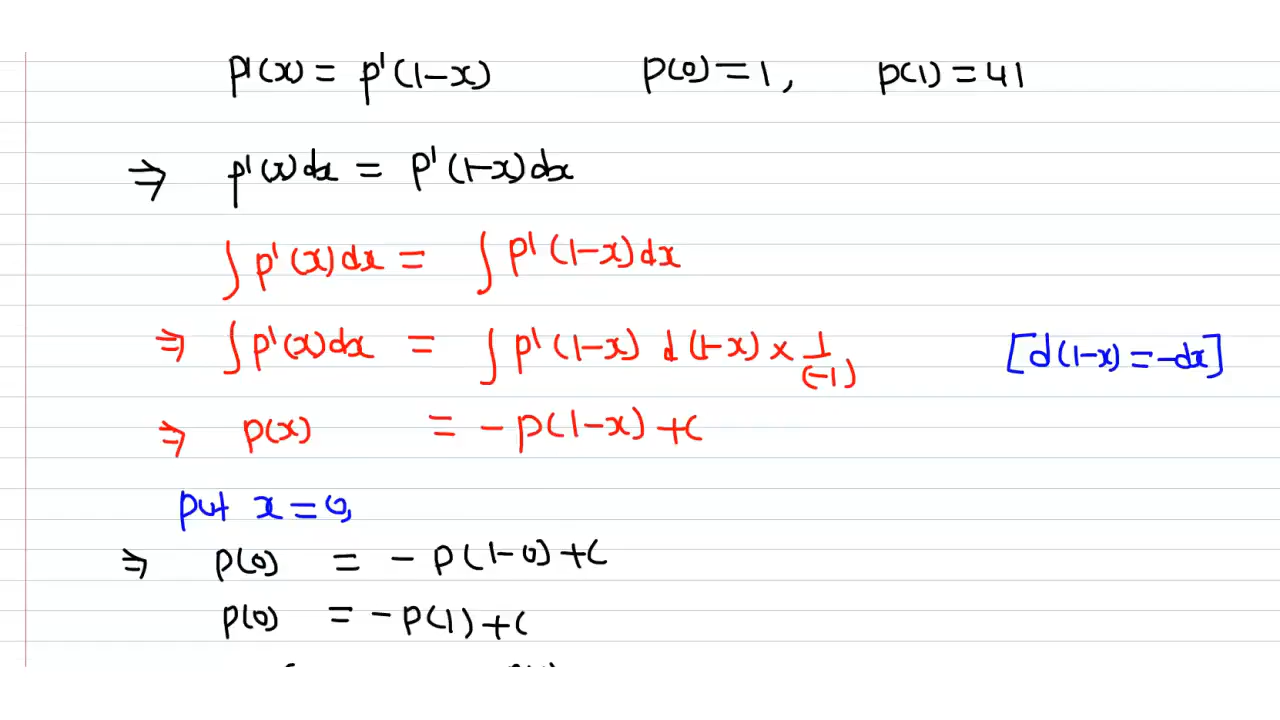 p'(x) = p'(1-x) p(0) = 1, p(1) = 41
⇒ p'(x)dx = p'(1-x)dx
∫ p'(x)dx = ∫ p'(1-x)dx
⇒ ∫ p'(x)dx = ∫ p'(1-x) d(1-x) × 1/(-1) [d(1-x) = -dx]
⇒ p(x) = - p(1-x) + C
put x = 0,
⇒ p(0) = - p(1-0) + C
p(0) = - p(1) + C